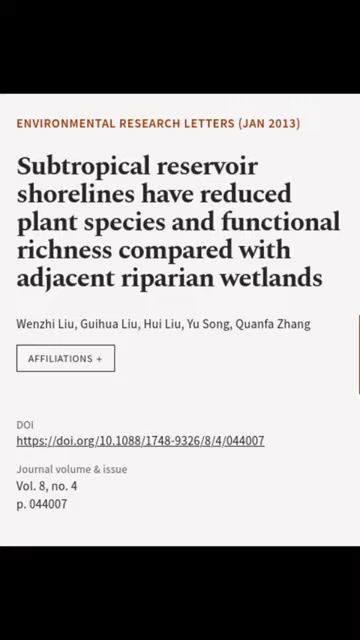 ENVIRONMENTAL RESEARCH LETTERS (JAN 2013)
Subtropical reservoir
shorelines have reduced
plant species and functional
richness compared with
adjacent riparian wetlands
Wenzhi Liu, Guihua Liu, Hui Liu, Yu Song, Quanfa Zhang
AFFILIATIONS +
DOI
https://doi.org/10.1088/1748-9326/8/4/044007
Journal volume & issue
Vol. 8, no. 4
p. 044007